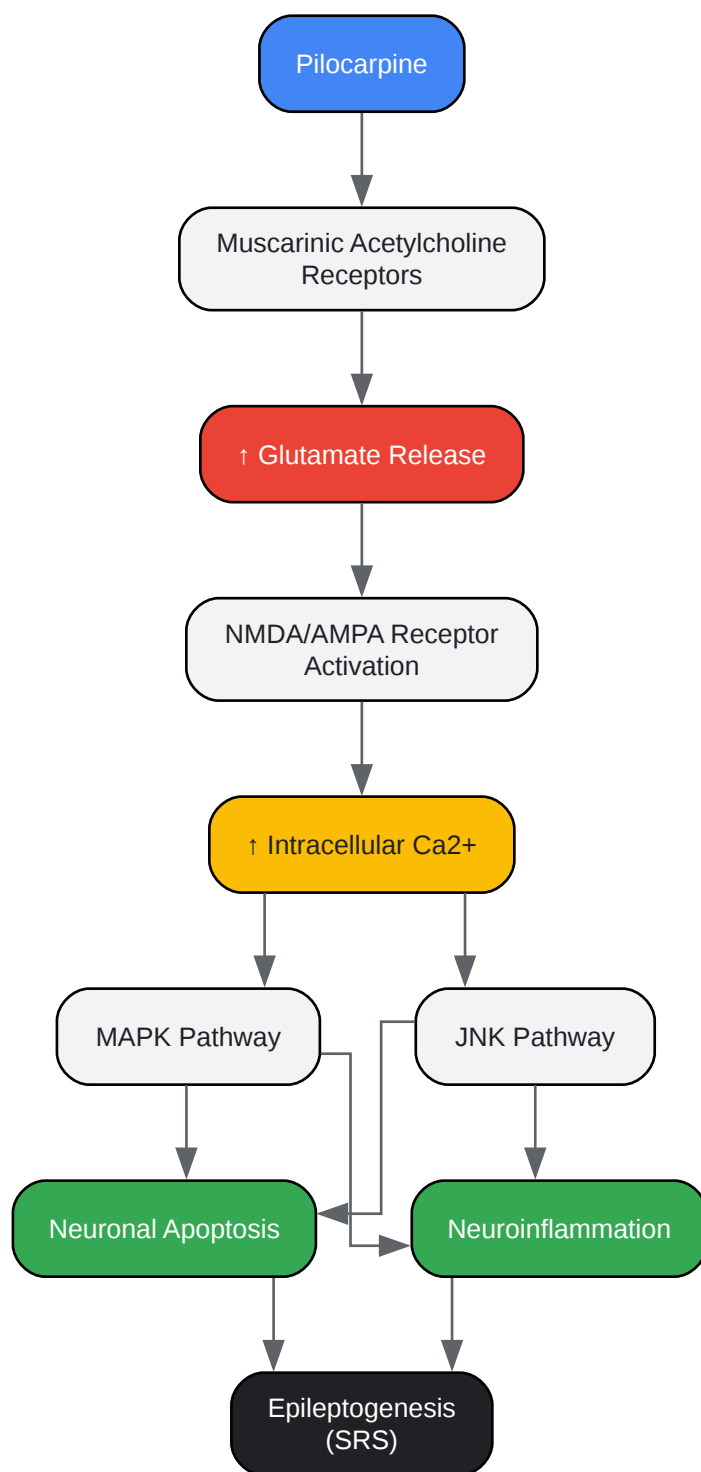 Pilocarpine
Muscarinic Acetylcholine
Receptors
↑ Glutamate Release
NMDA/AMPA Receptor
Activation
↑ Intracellular Ca2+
MAPK Pathway
JNK Pathway
Neuronal Apoptosis
Neuroinflammation
Epileptogenesis
(SRS)